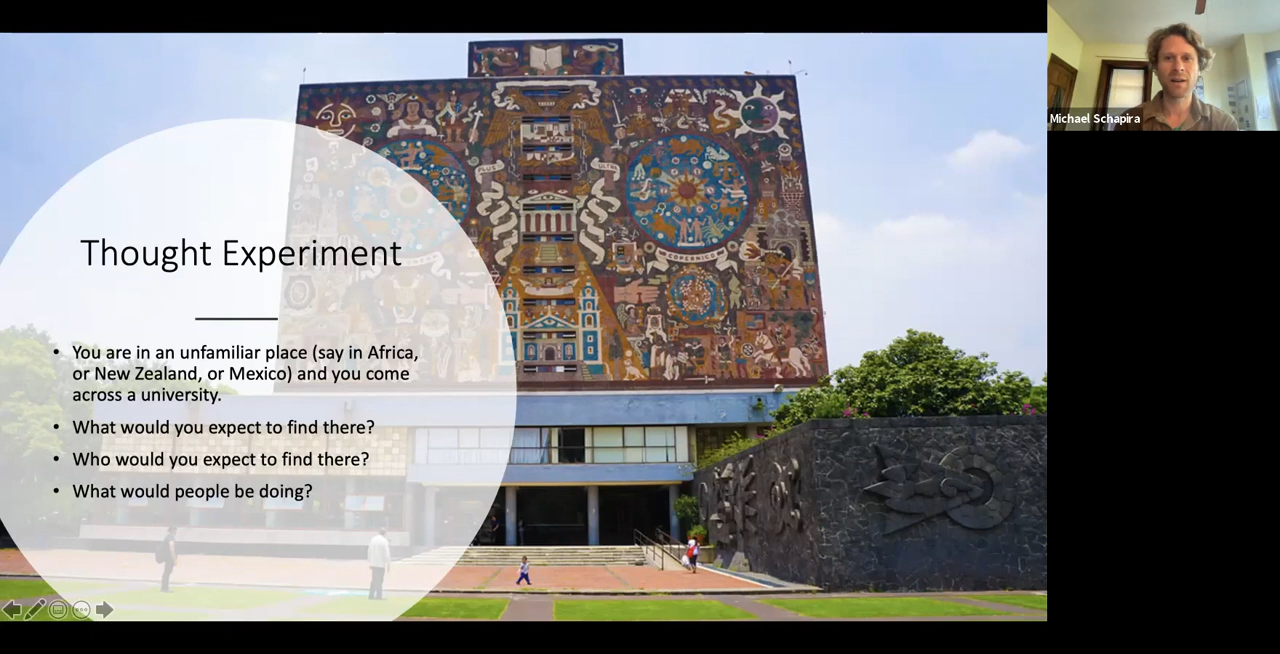 Thought Experiment
• You are in an unfamiliar place (say in Africa,
or New Zealand, or Mexico) and you come
across a university.
• What would you expect to find there?
• Who would you expect to find there?
• What would people be doing?
COPERNICO
Michael Schapira